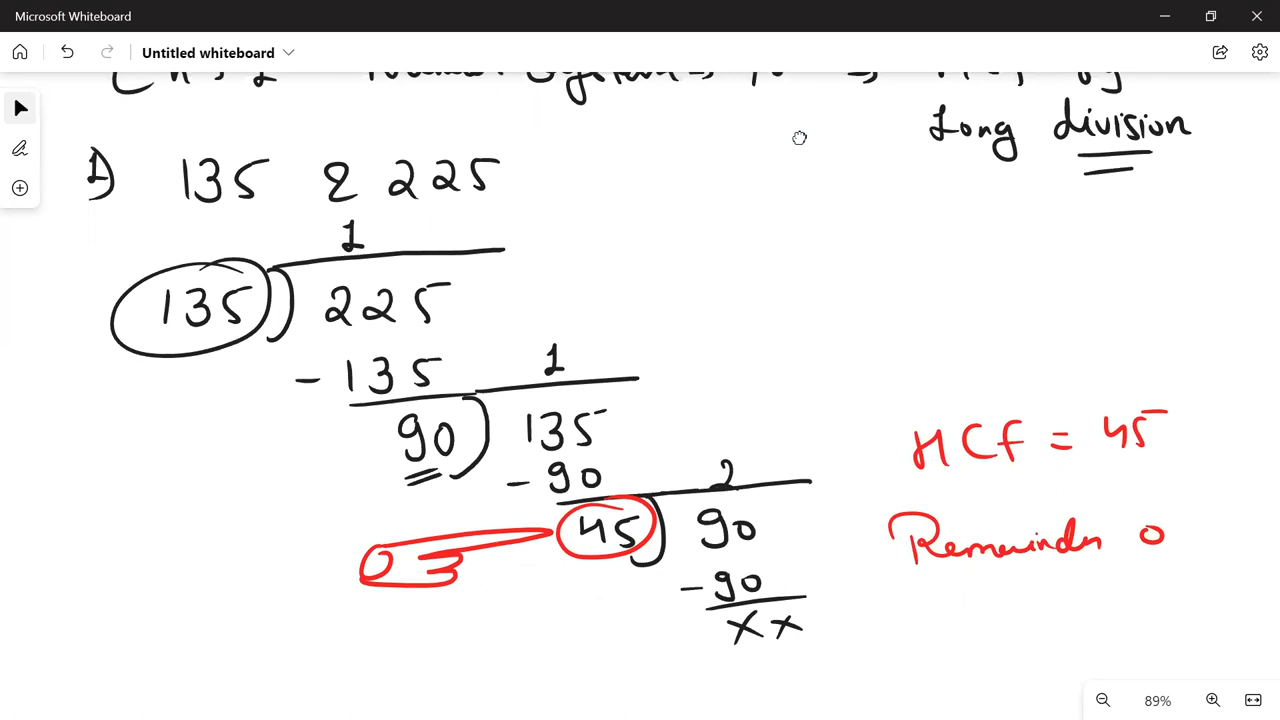 Microsoft Whiteboard
Untitled whiteboard
Long division
1) 135 & 225
1
135) 225
- 135 1
90) 135
- 90 2
45) 90
- 90
x x
HCF = 45
Remainder 0
89%